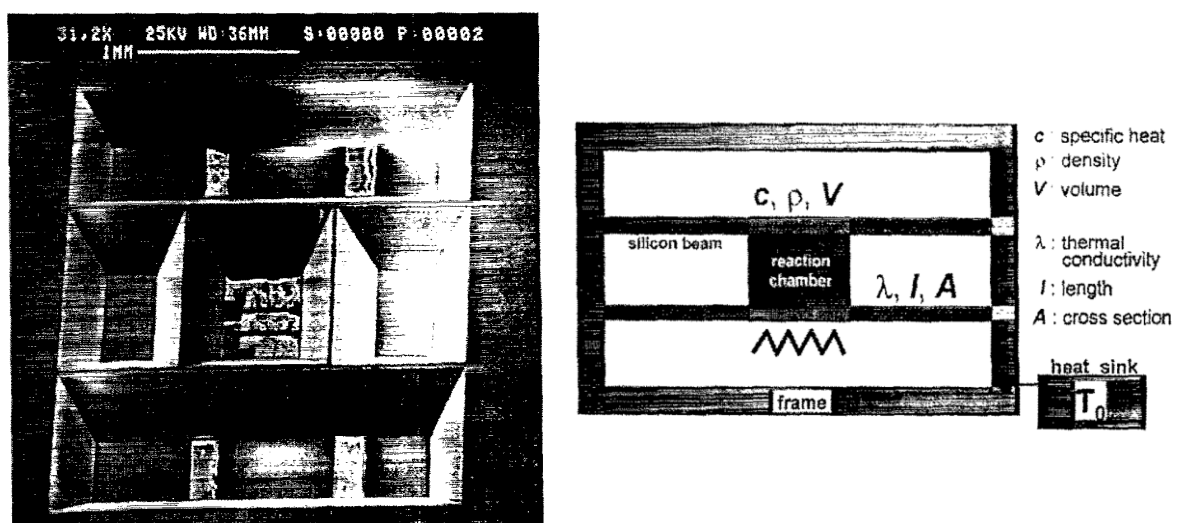 31.2X 25KV WD:36MM S:00000 P:00002
1MM
c : specific heat
ρ : density
V : volume
c, ρ, V
silicon beam
reaction
chamber
λ, l, A
λ : thermal
conductivity
l : length
A : cross section
heat sink
T₀
frame